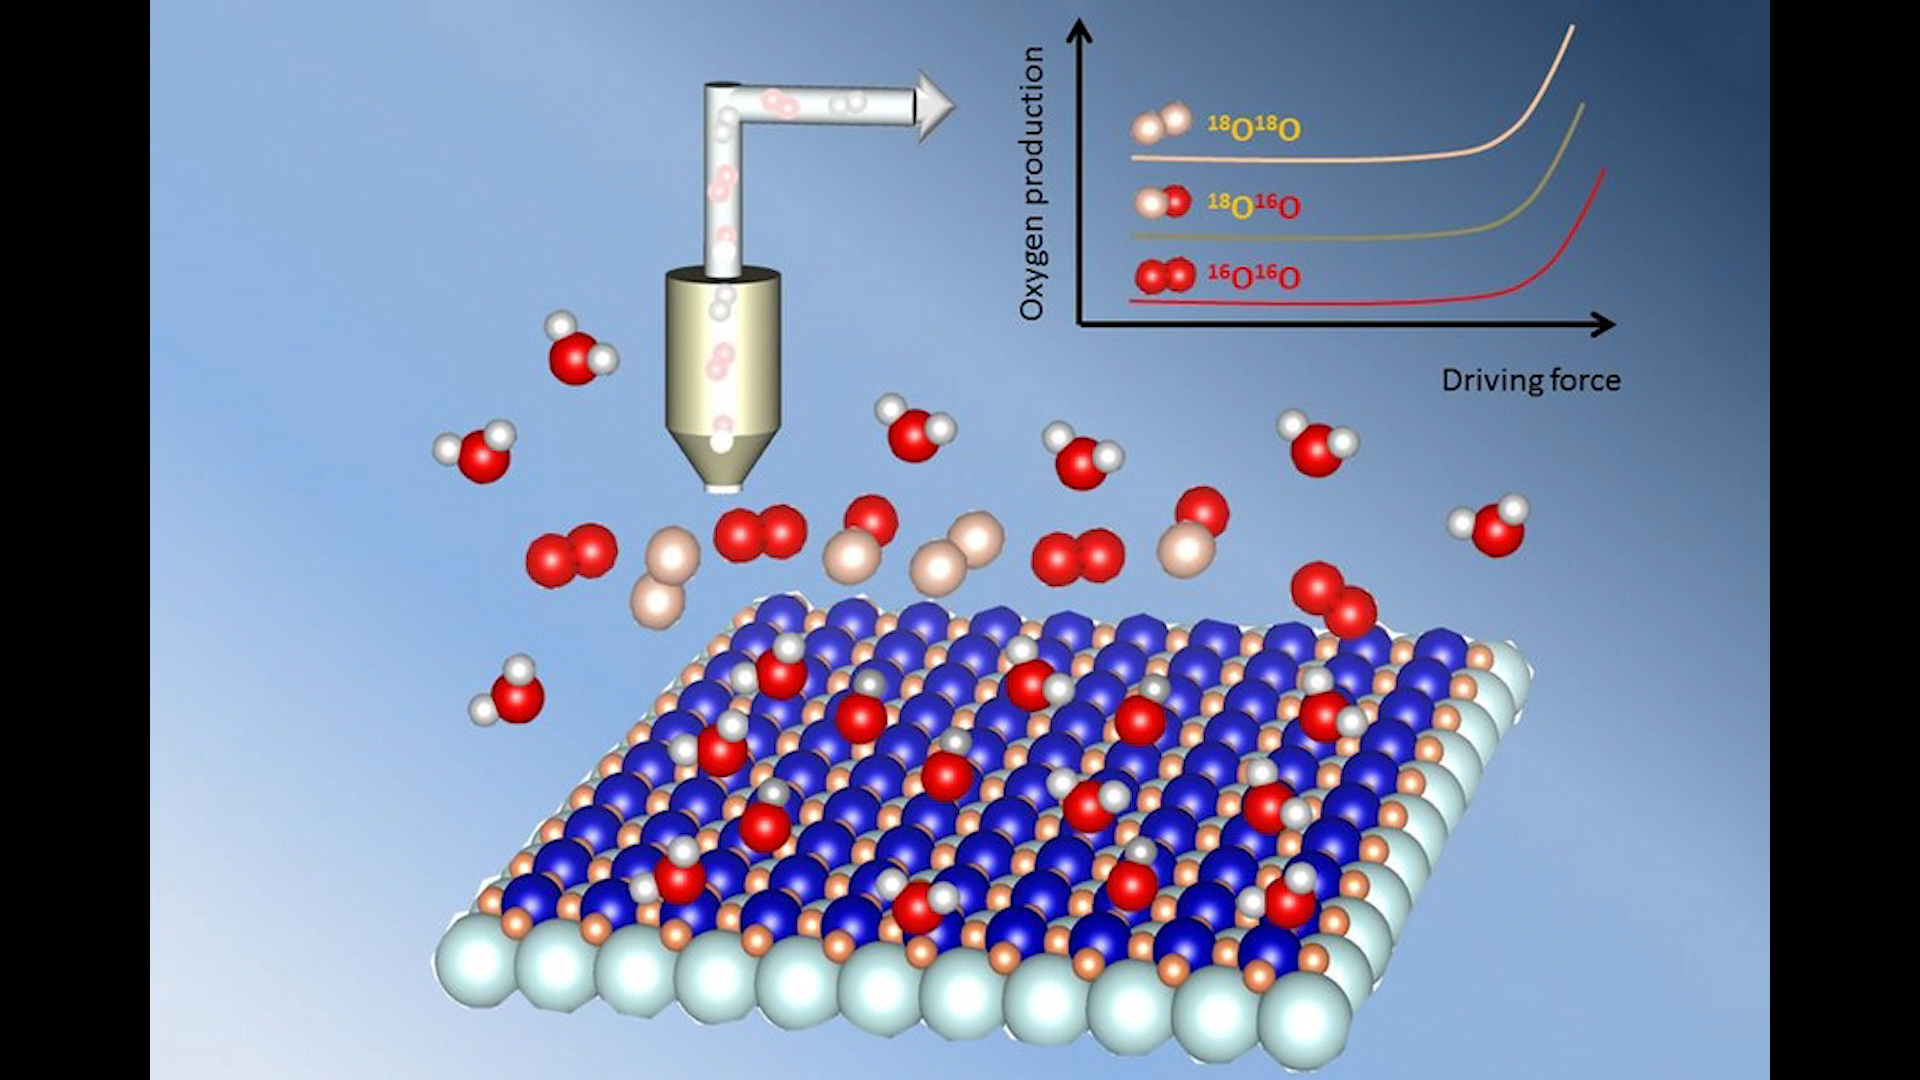 Oxygen production
¹⁸O¹⁸O
¹⁸O¹⁶O
¹⁶O¹⁶O
Driving force